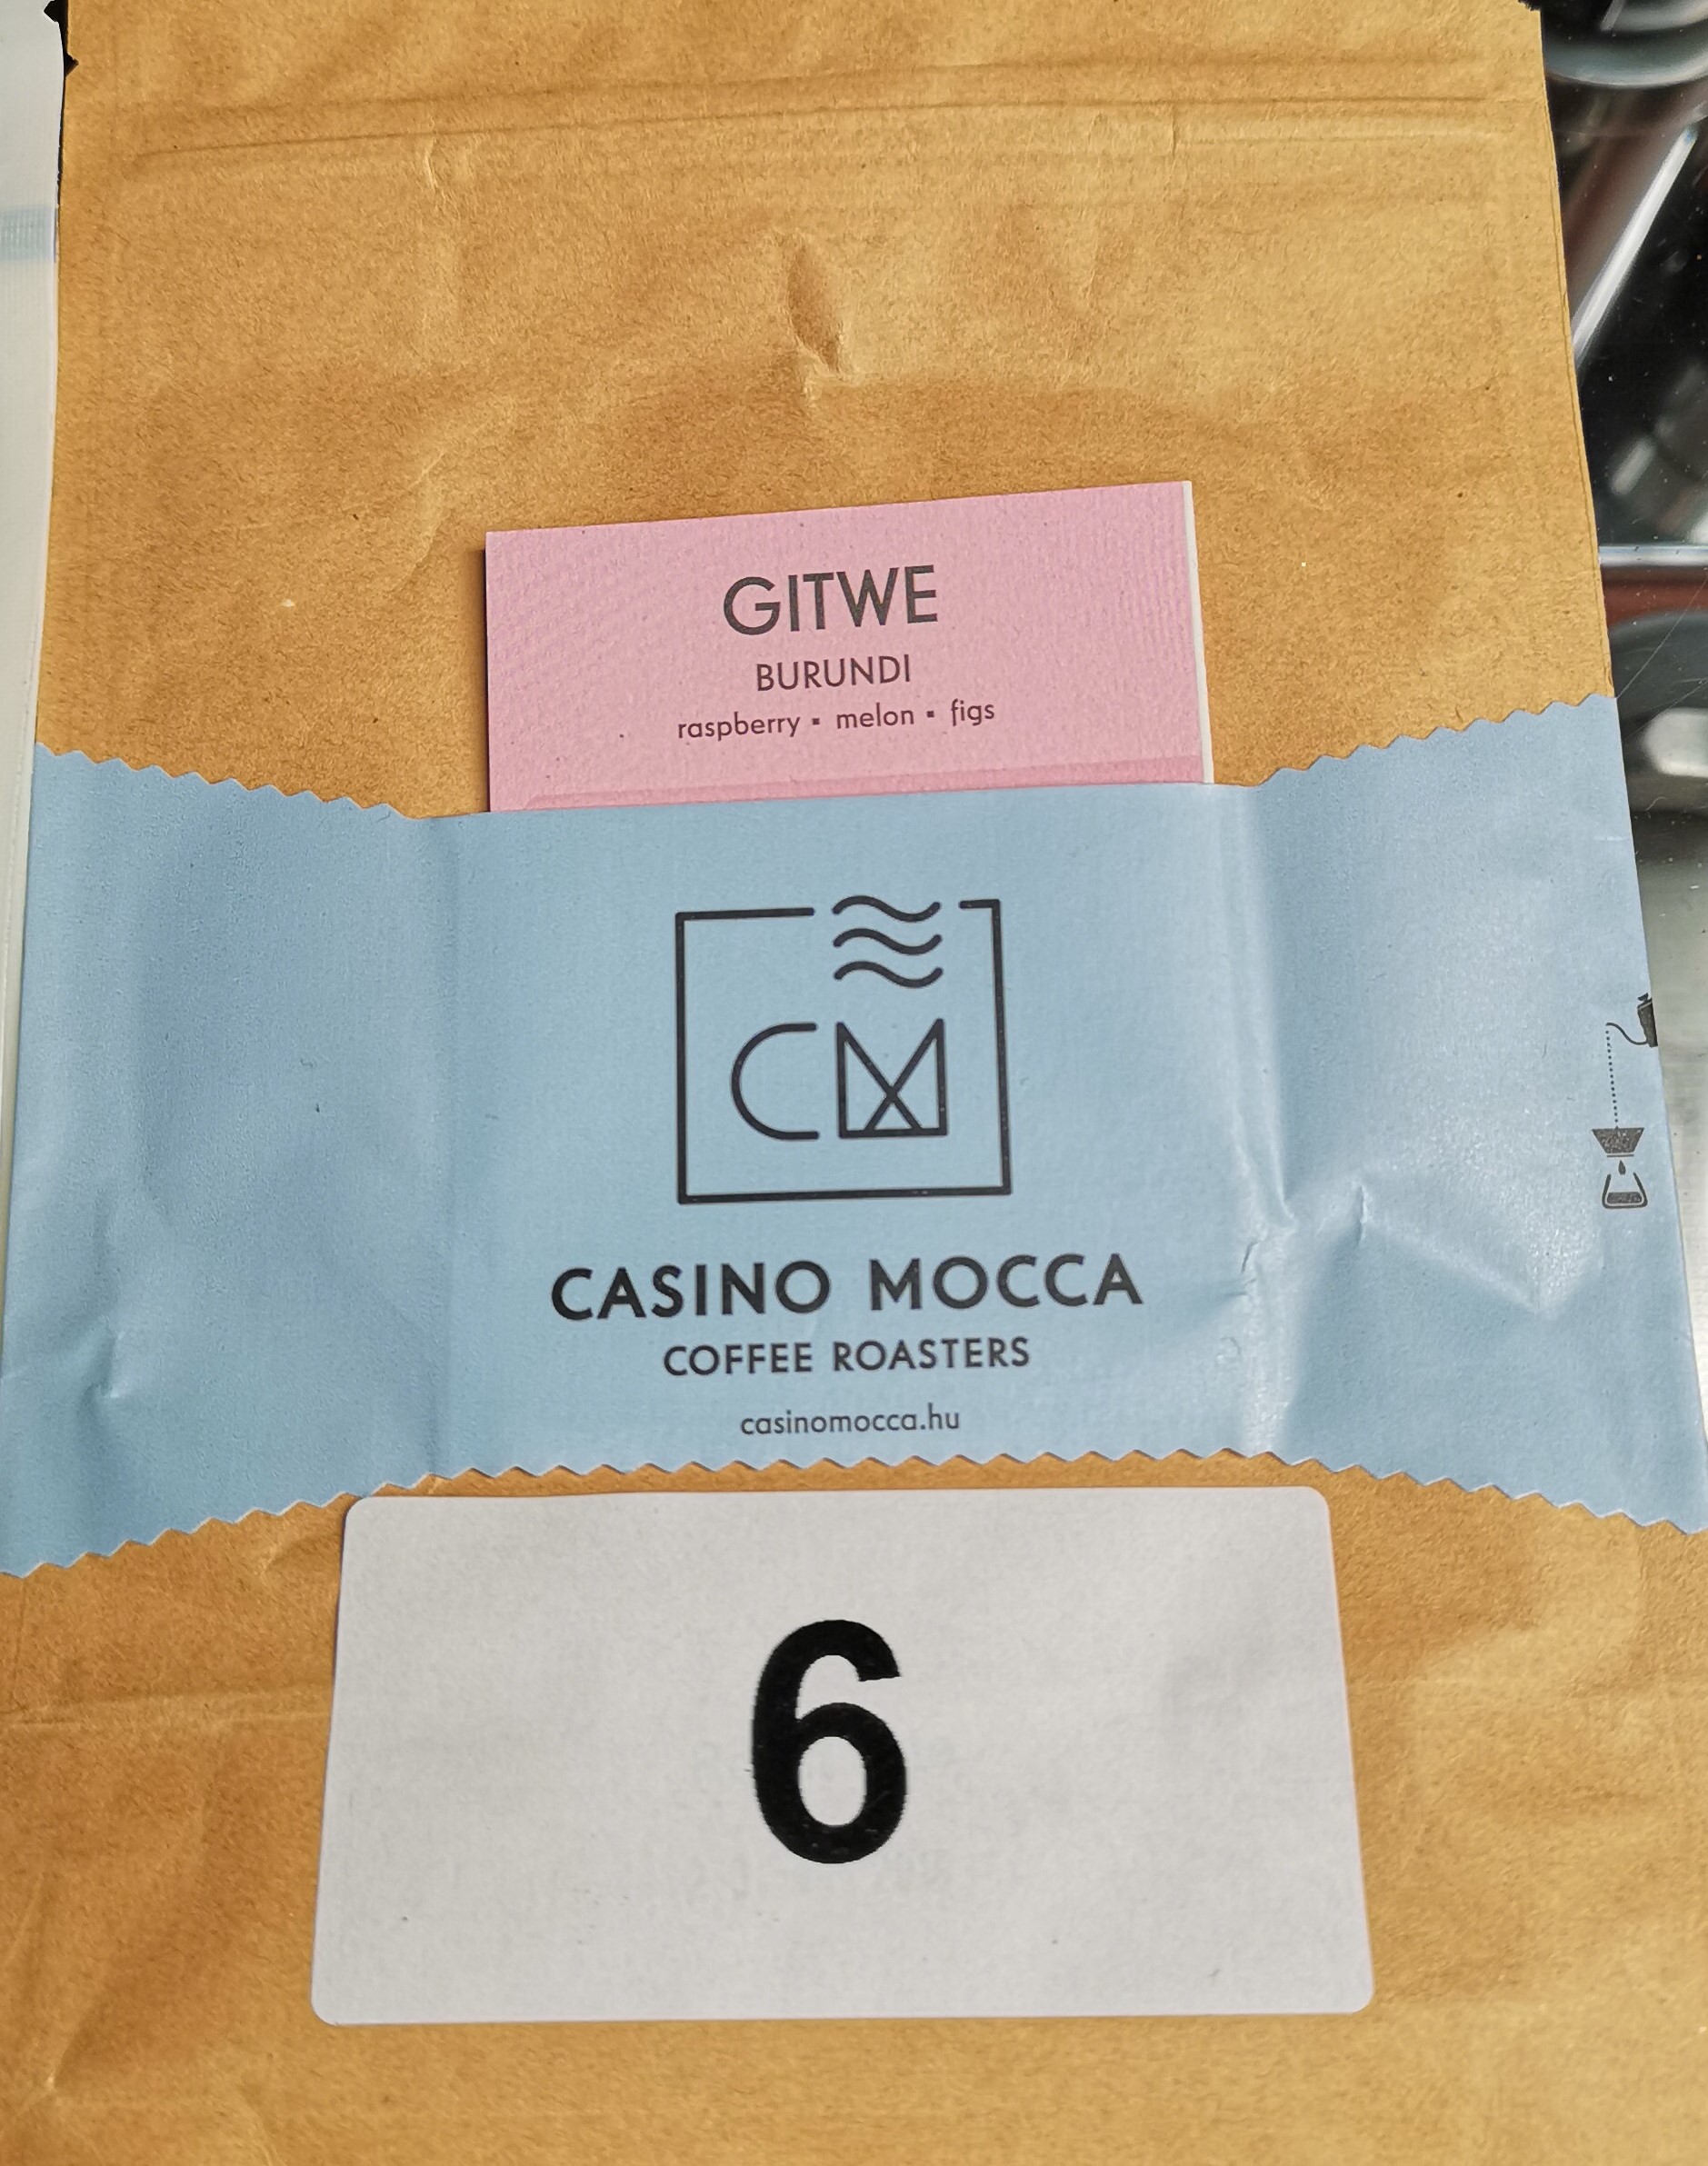 GITWE
BURUNDI
raspberry ▪ melon ▪ figs
CM
CASINO MOCCA
COFFEE ROASTERS
casinomocca.hu
6